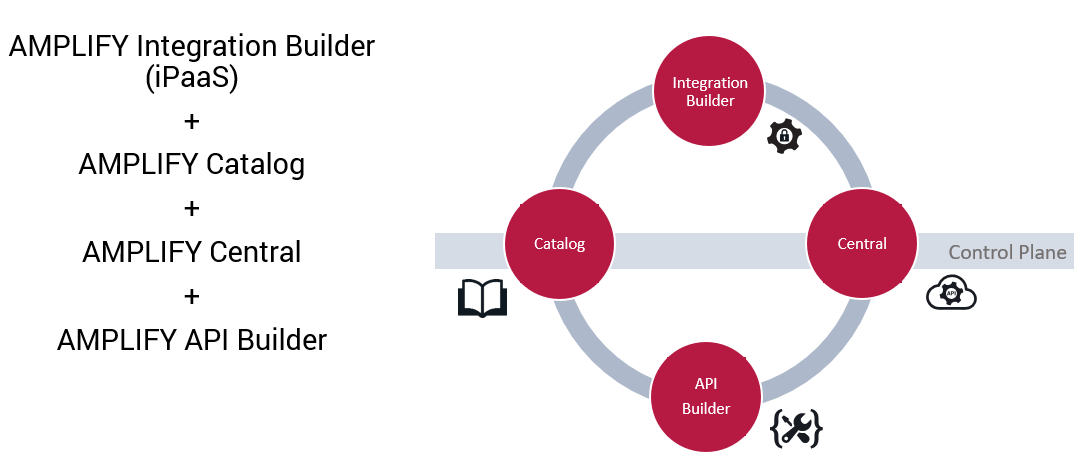 AMPLIFY Integration Builder
(iPaaS)
+
AMPLIFY Catalog
+
AMPLIFY Central
+
AMPLIFY API Builder
Integration
Builder
Catalog
Central
Control Plane
API
API
Builder